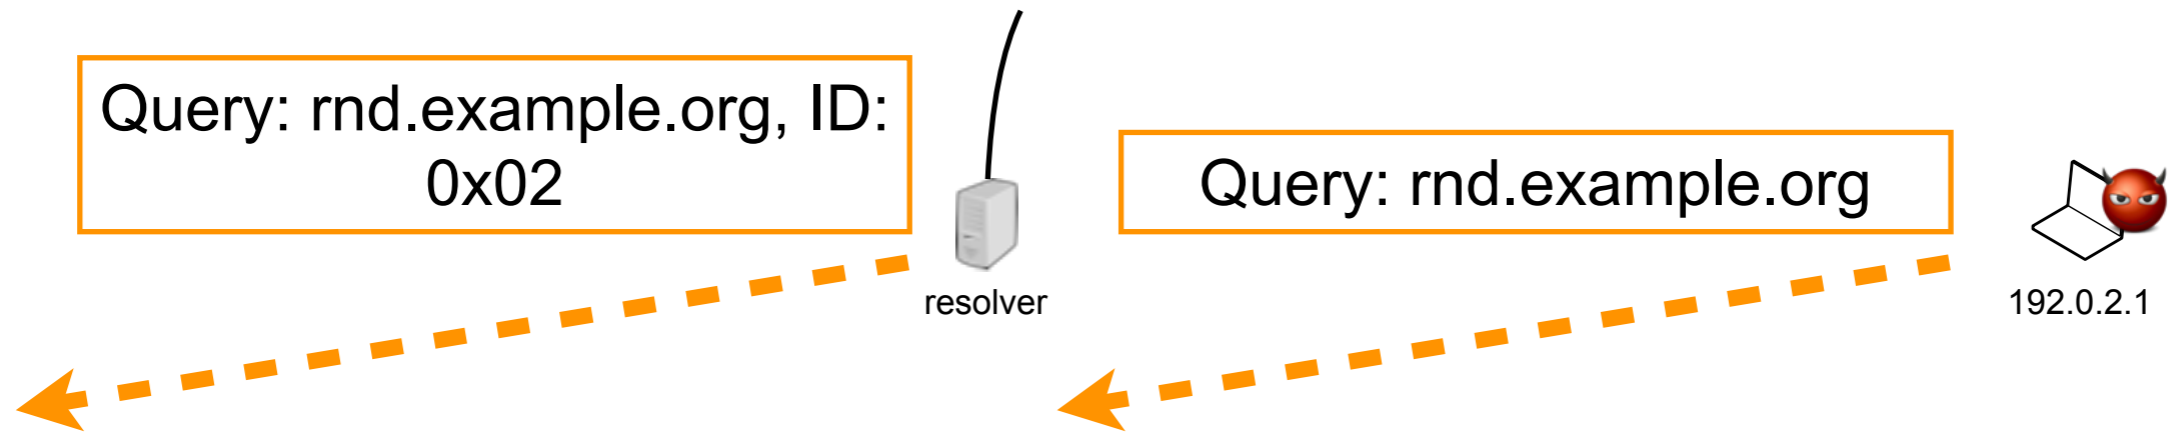 Query: rnd.example.org, ID:
0x02
Query: rnd.example.org
resolver
192.0.2.1